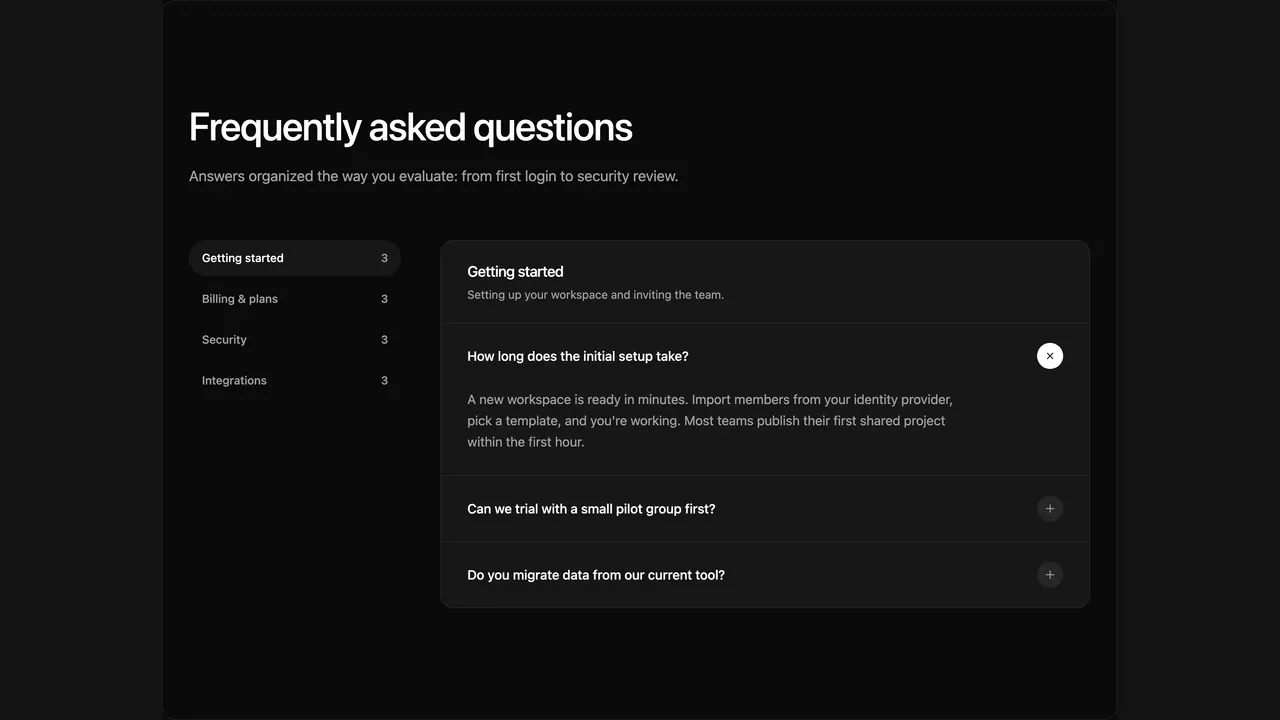 Frequently asked questions
Answers organized the way you evaluate: from first login to security review.
Getting started 3
Billing & plans 3
Security 3
Integrations 3
Getting started
Setting up your workspace and inviting the team.
How long does the initial setup take?
A new workspace is ready in minutes. Import members from your identity provider,
pick a template, and you're working. Most teams publish their first shared project
within the first hour.
Can we trial with a small pilot group first?
Do you migrate data from our current tool?